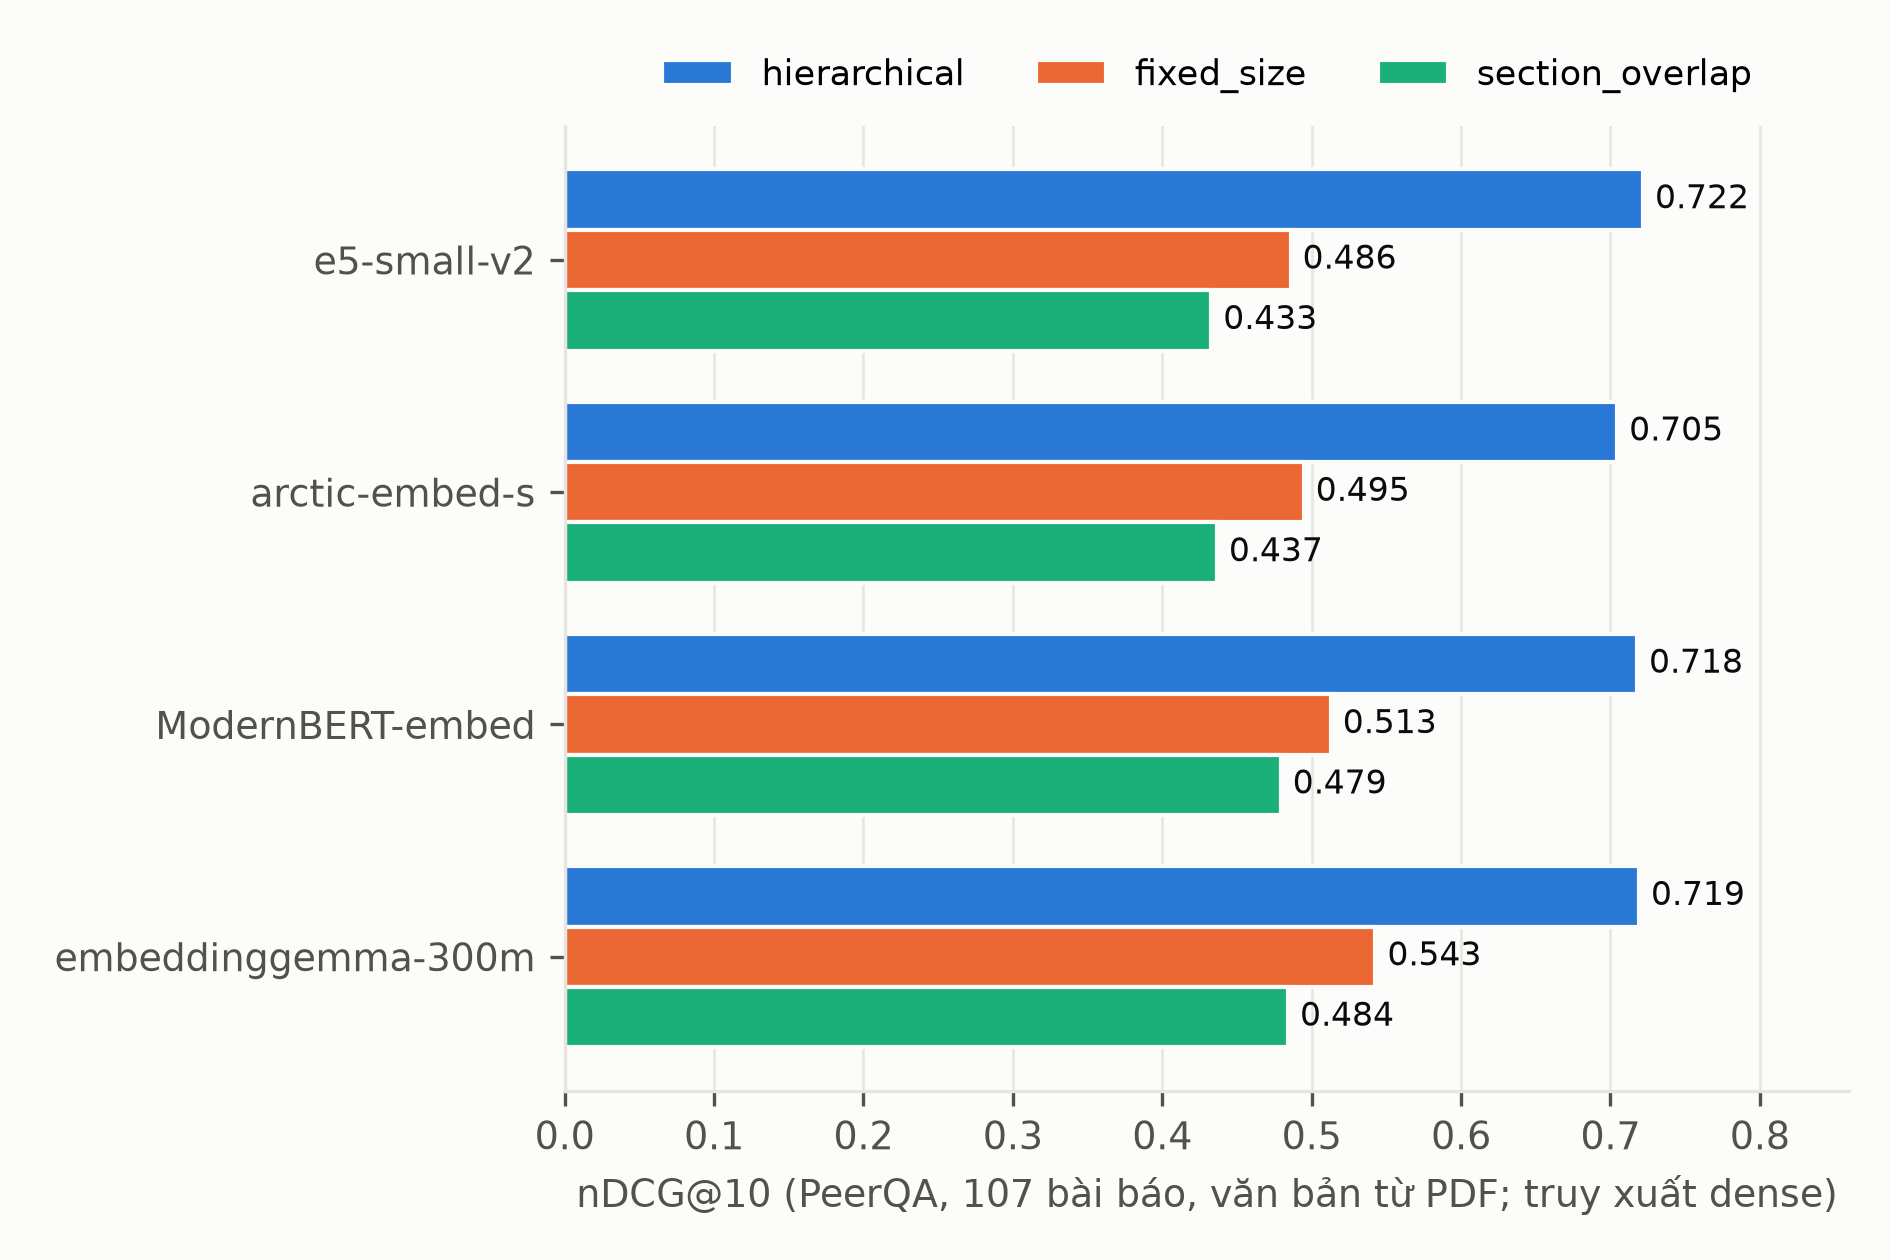 hierarchical fixed_size section_overlap
e5-small-v2
0.722
0.486
0.433
arctic-embed-s
0.705
0.495
0.437
ModernBERT-embed
0.718
0.513
0.479
embeddinggemma-300m
0.719
0.543
0.484
0.0 0.1 0.2 0.3 0.4 0.5 0.6 0.7 0.8
nDCG@10 (PeerQA, 107 bài báo, văn bản từ PDF; truy xuất dense)